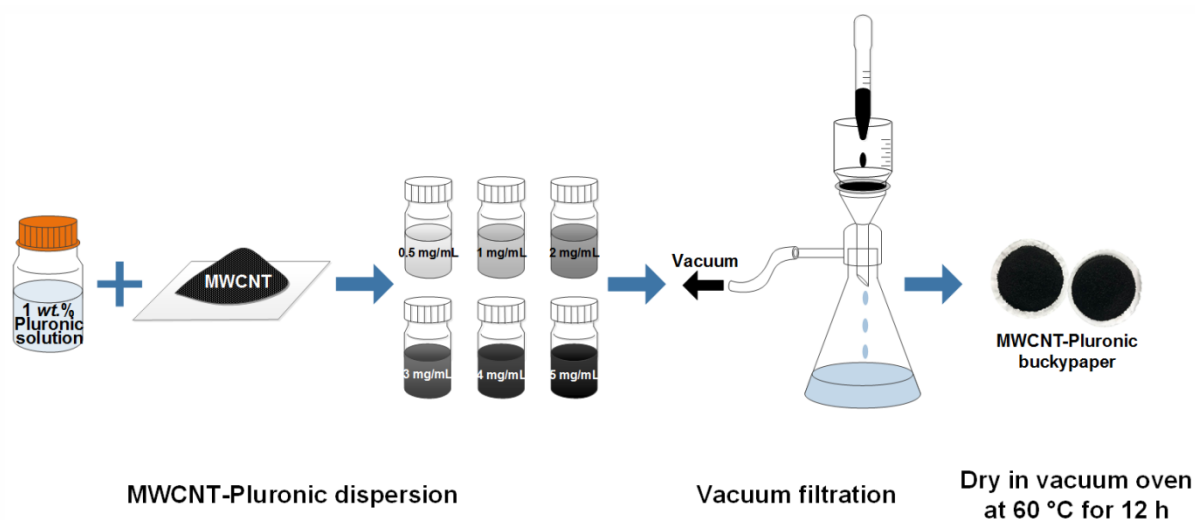 1 wt.%
Pluronic
solution
MWCNT
0.5 mg/mL
1 mg/mL
2 mg/mL
3 mg/mL
4 mg/mL
5 mg/mL
Vacuum
MWCNT-Pluronic
buckypaper
MWCNT-Pluronic dispersion
Vacuum filtration
Dry in vacuum oven
at 60 °C for 12 h